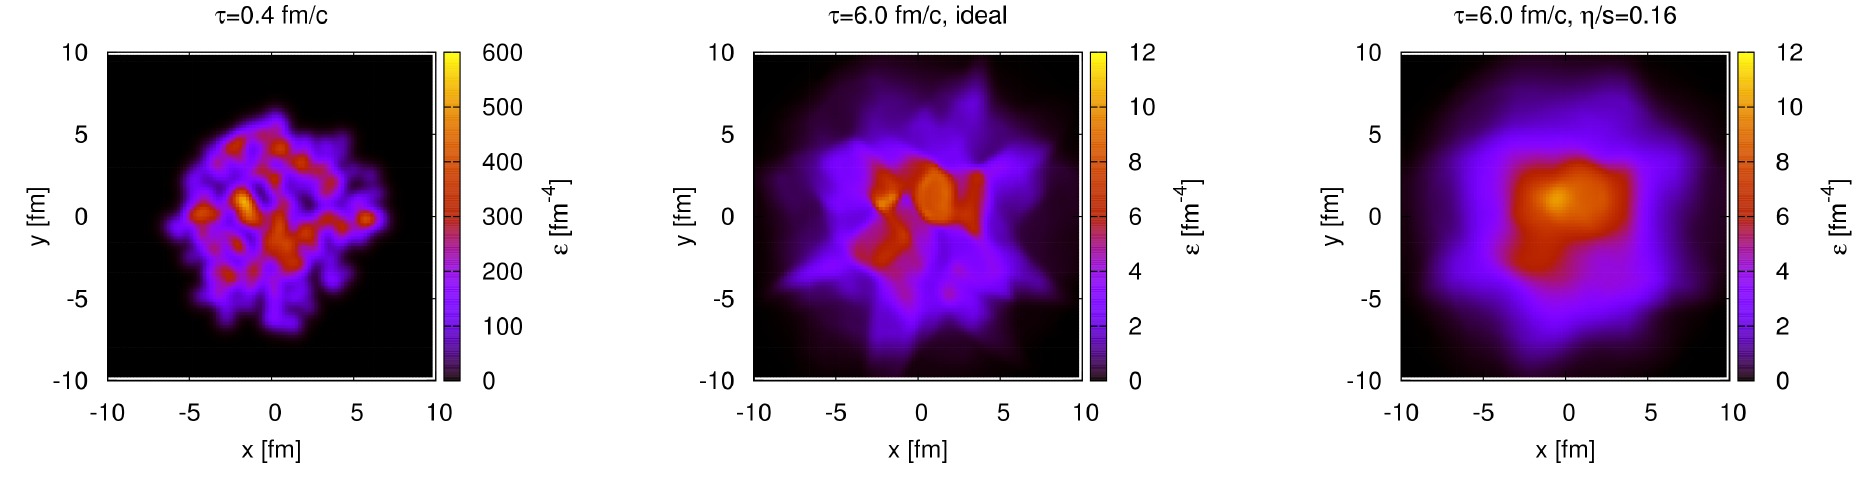 τ=0.4 fm/c
10
5
0
-5
-10
-10 -5 0 5 10
x [fm]
y [fm]
600
500
400
300
200
100
0
ε [fm-4]
τ=6.0 fm/c, ideal
10
5
0
-5
-10
-10 -5 0 5 10
x [fm]
y [fm]
12
10
8
6
4
2
0
ε [fm-4]
τ=6.0 fm/c, η/s=0.16
10
5
0
-5
-10
-10 -5 0 5 10
x [fm]
y [fm]
12
10
8
6
4
2
0
ε [fm-4]